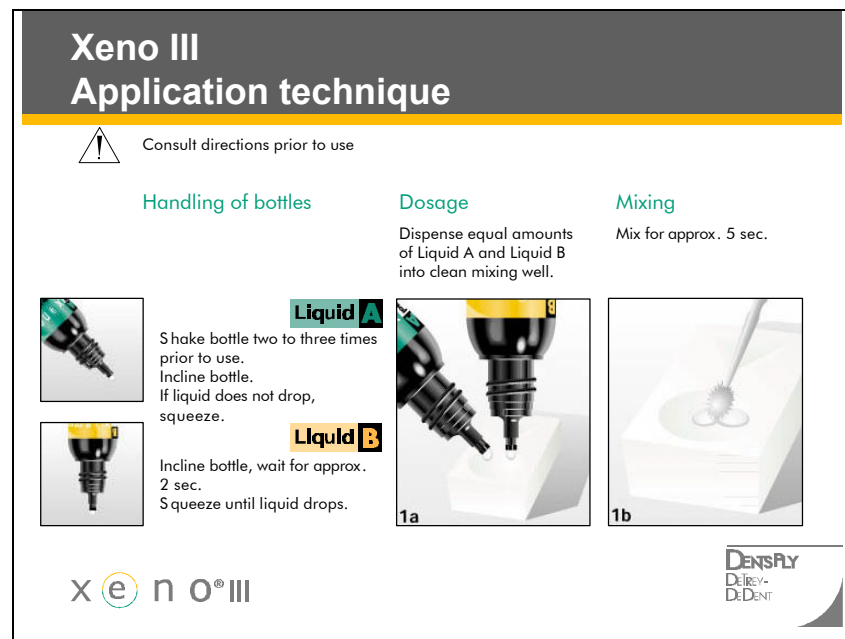 Xeno III
Application technique
Consult directions prior to use
Handling of bottles
Liquid A
Shake bottle two to three times
prior to use.
Incline bottle.
If liquid does not drop,
squeeze.
Liquid B
Incline bottle, wait for approx.
2 sec.
Squeeze until liquid drops.
Dosage
Dispense equal amounts
of Liquid A and Liquid B
into clean mixing well.
1a
Mixing
Mix for approx. 5 sec.
1b
xeno® III
DENTSPLY
DETREY-
DEDENT